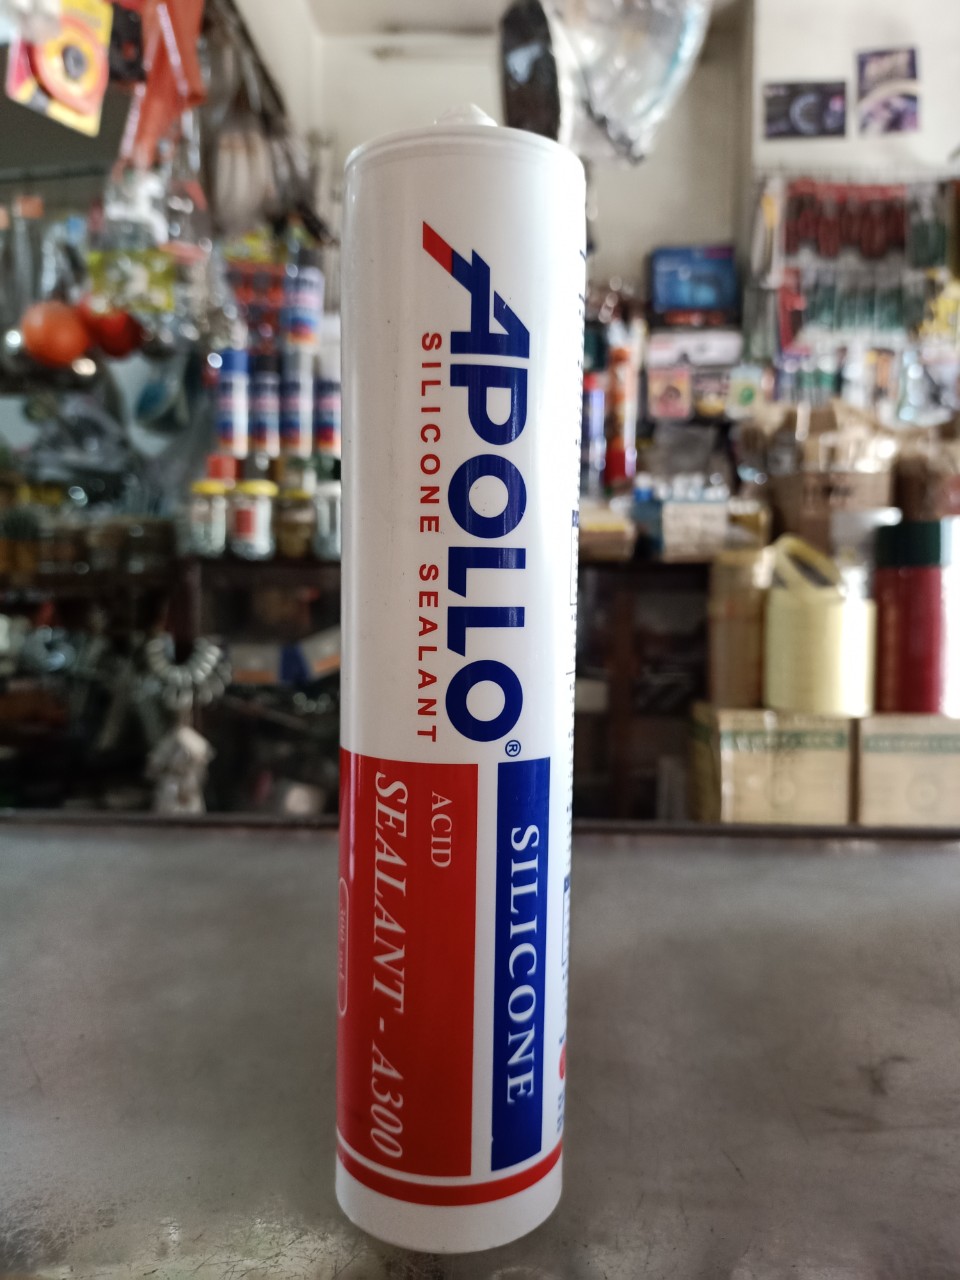 APOLLO®
SILICONE SEALANT
SILICONE
ACID
SEALANT - A300